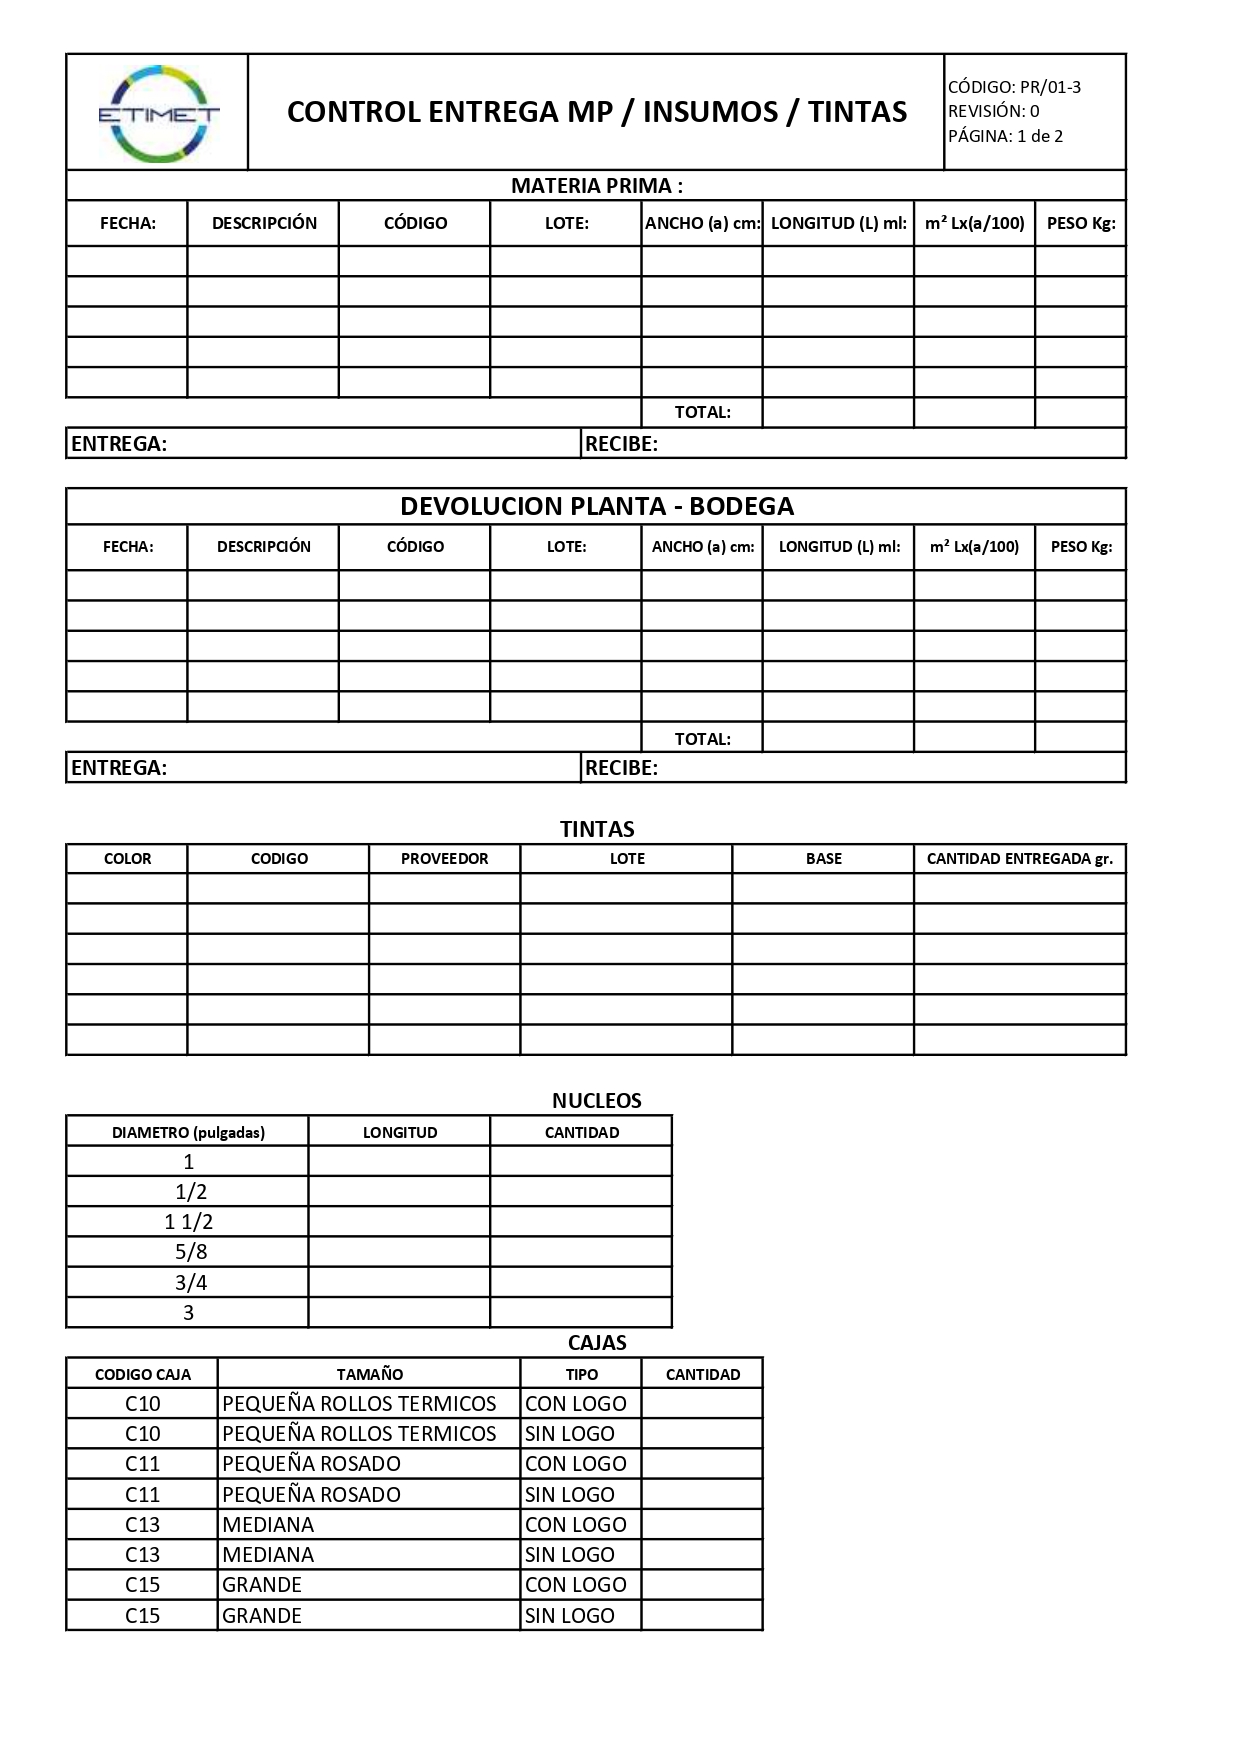 ETIMET
CONTROL ENTREGA MP / INSUMOS / TINTAS
CÓDIGO: PR/01-3
REVISIÓN: 0
PÁGINA: 1 de 2
MATERIA PRIMA :
FECHA: DESCRIPCIÓN CÓDIGO LOTE: ANCHO (a) cm: LONGITUD (L) ml: m² Lx(a/100) PESO Kg:
TOTAL:
ENTREGA: RECIBE:
DEVOLUCION PLANTA - BODEGA
FECHA: DESCRIPCIÓN CÓDIGO LOTE: ANCHO (a) cm: LONGITUD (L) ml: m² Lx(a/100) PESO Kg:
TOTAL:
ENTREGA: RECIBE:
TINTAS
COLOR CODIGO PROVEEDOR LOTE BASE CANTIDAD ENTREGADA gr.
NUCLEOS
DIAMETRO (pulgadas) LONGITUD CANTIDAD
1
1/2
1 1/2
5/8
3/4
3
CAJAS
CODIGO CAJA TAMAÑO TIPO CANTIDAD
C10 PEQUEÑA ROLLOS TERMICOS CON LOGO
C10 PEQUEÑA ROLLOS TERMICOS SIN LOGO
C11 PEQUEÑA ROSADO CON LOGO
C11 PEQUEÑA ROSADO SIN LOGO
C13 MEDIANA CON LOGO
C13 MEDIANA SIN LOGO
C15 GRANDE CON LOGO
C15 GRANDE SIN LOGO